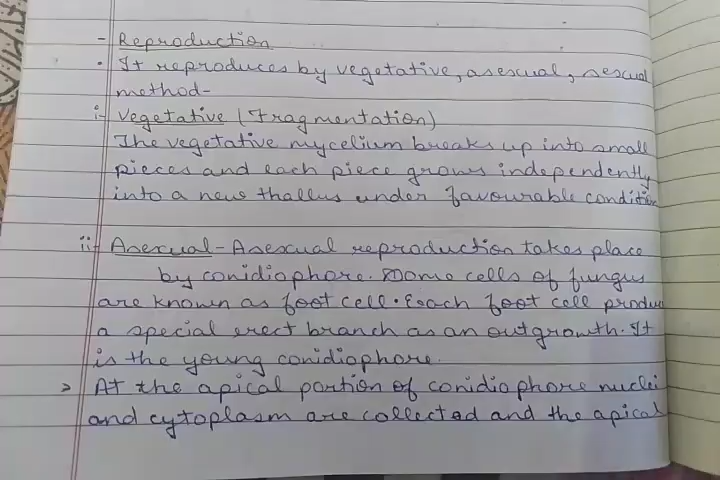 - Reproduction
• It reproduces by vegetative, asexual, sexual
method-
i- Vegetative (Fragmentation)
The vegetative mycelium breaks up into small
pieces and each piece grows independently
into a new thallus under favourable condition
ii- Asexual - Asexual reproduction takes place
by conidiophore. Some cells of fungus
are known as foot cell. Each foot cell produ
a special erect branch as an outgrowth. It
is the young conidiophore.
> At the apical portion of conidiophore nuclei
and cytoplasm are collected and the apical